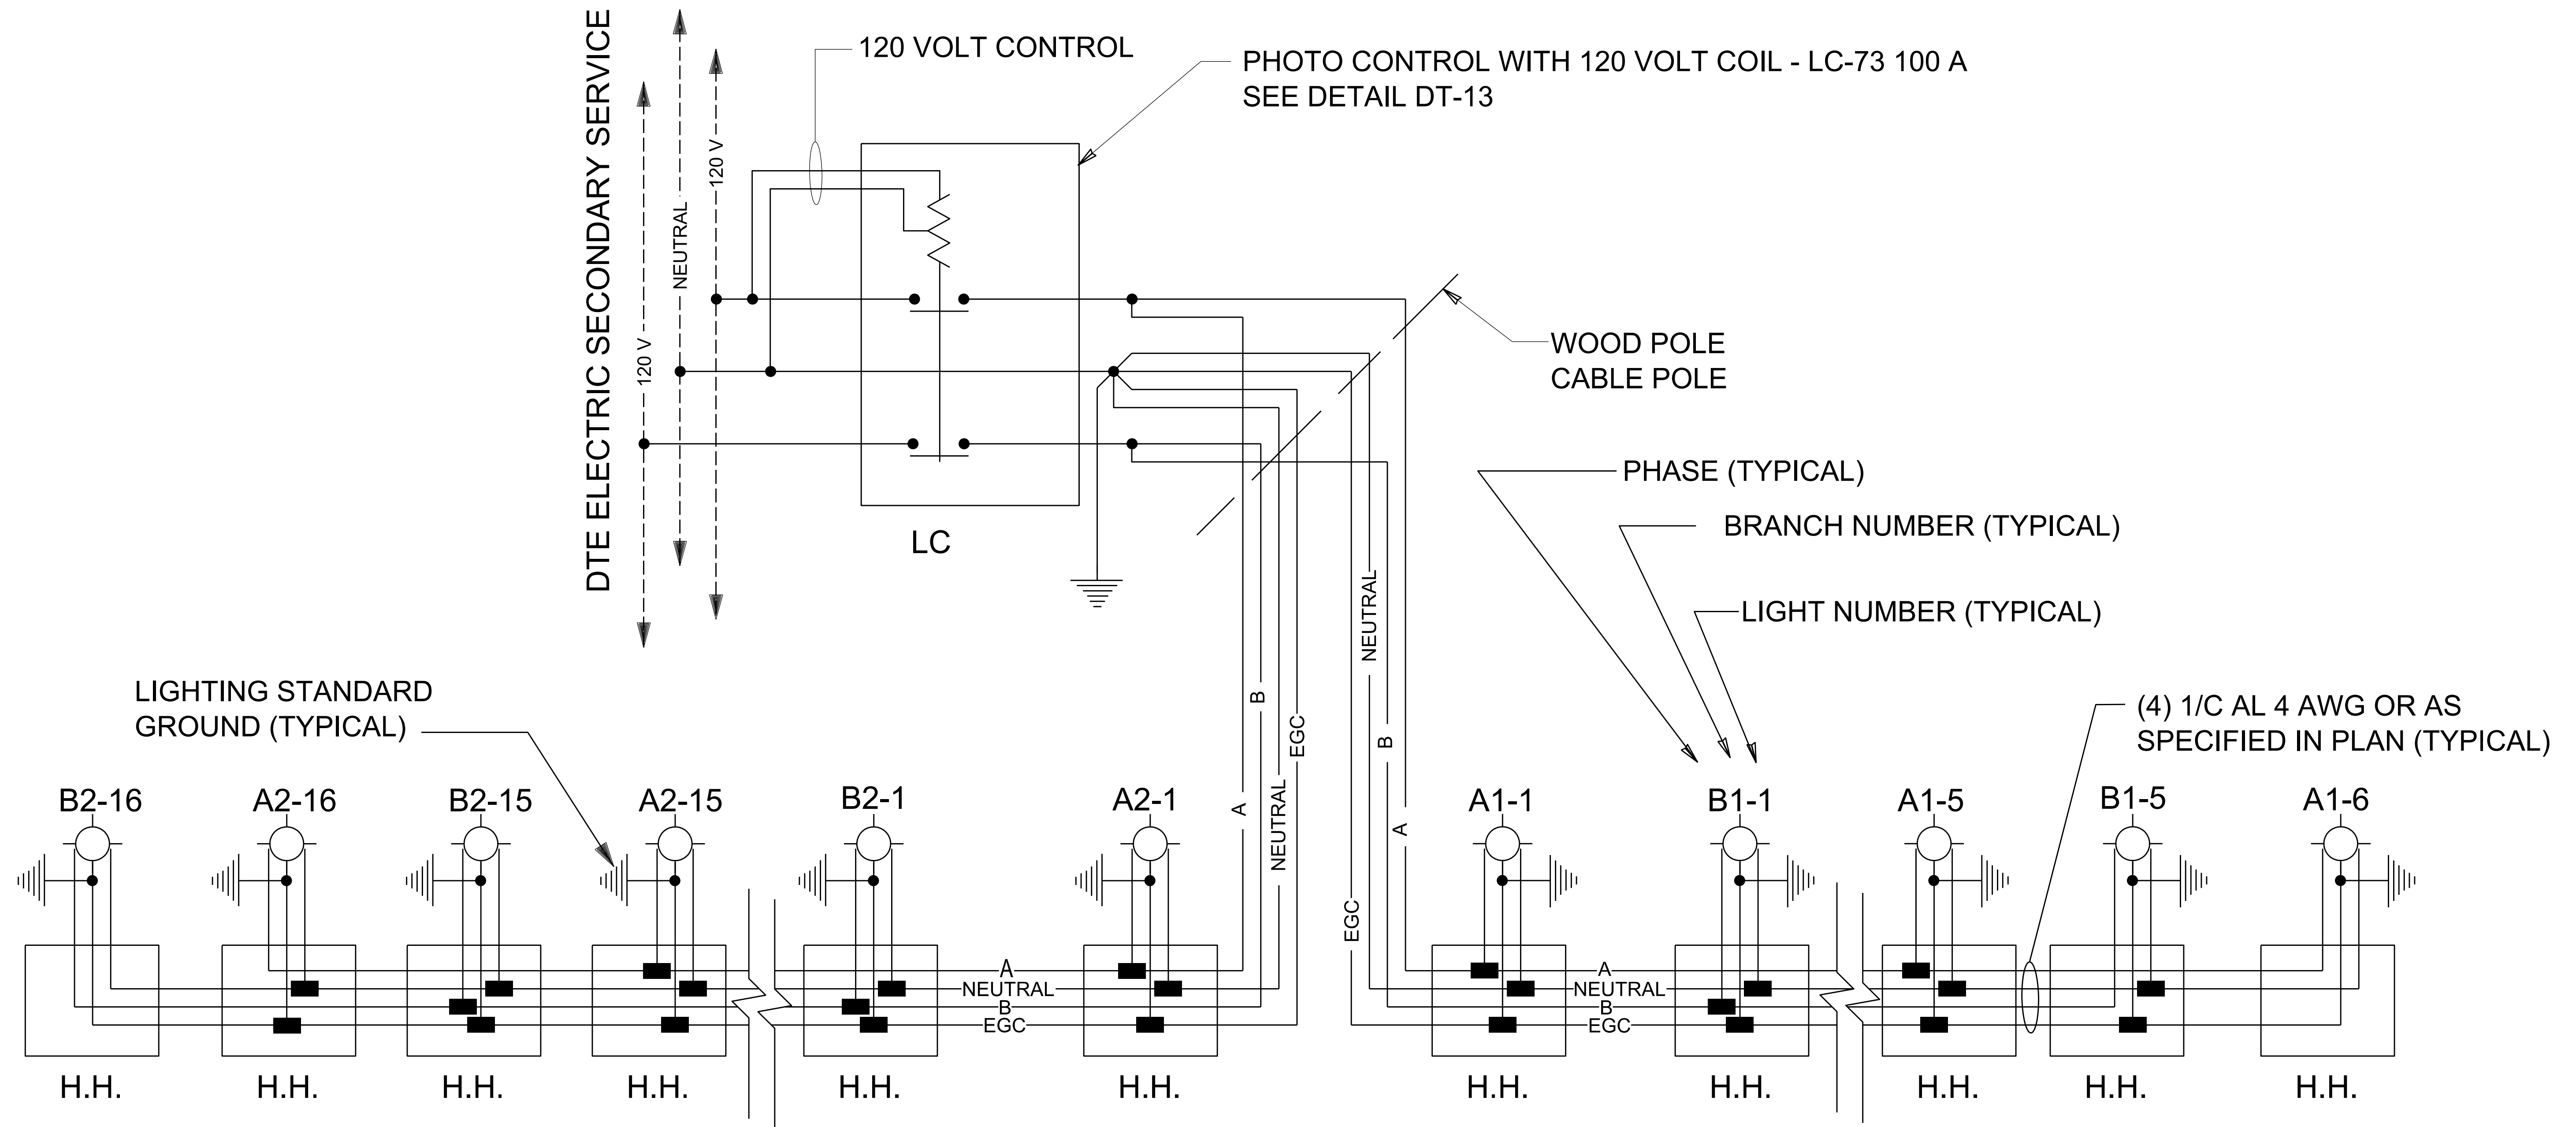 DTE ELECTRIC SECONDARY SERVICE
120 VOLT CONTROL
PHOTO CONTROL WITH 120 VOLT COIL - LC-73 100 A
SEE DETAIL DT-13
120 V
NEUTRAL
120 V
WOOD POLE
CABLE POLE
LC
PHASE (TYPICAL)
BRANCH NUMBER (TYPICAL)
LIGHT NUMBER (TYPICAL)
LIGHTING STANDARD
GROUND (TYPICAL)
(4) 1/C AL 4 AWG OR AS
SPECIFIED IN PLAN (TYPICAL)
A
B
NEUTRAL
EGC
EGC
NEUTRAL
B
A
B2-16
A2-16
B2-15
A2-15
B2-1
A2-1
A1-1
B1-1
A1-5
B1-5
A1-6
A
NEUTRAL
B
EGC
A
NEUTRAL
B
EGC
H.H.
H.H.
H.H.
H.H.
H.H.
H.H.
H.H.
H.H.
H.H.
H.H.
H.H.